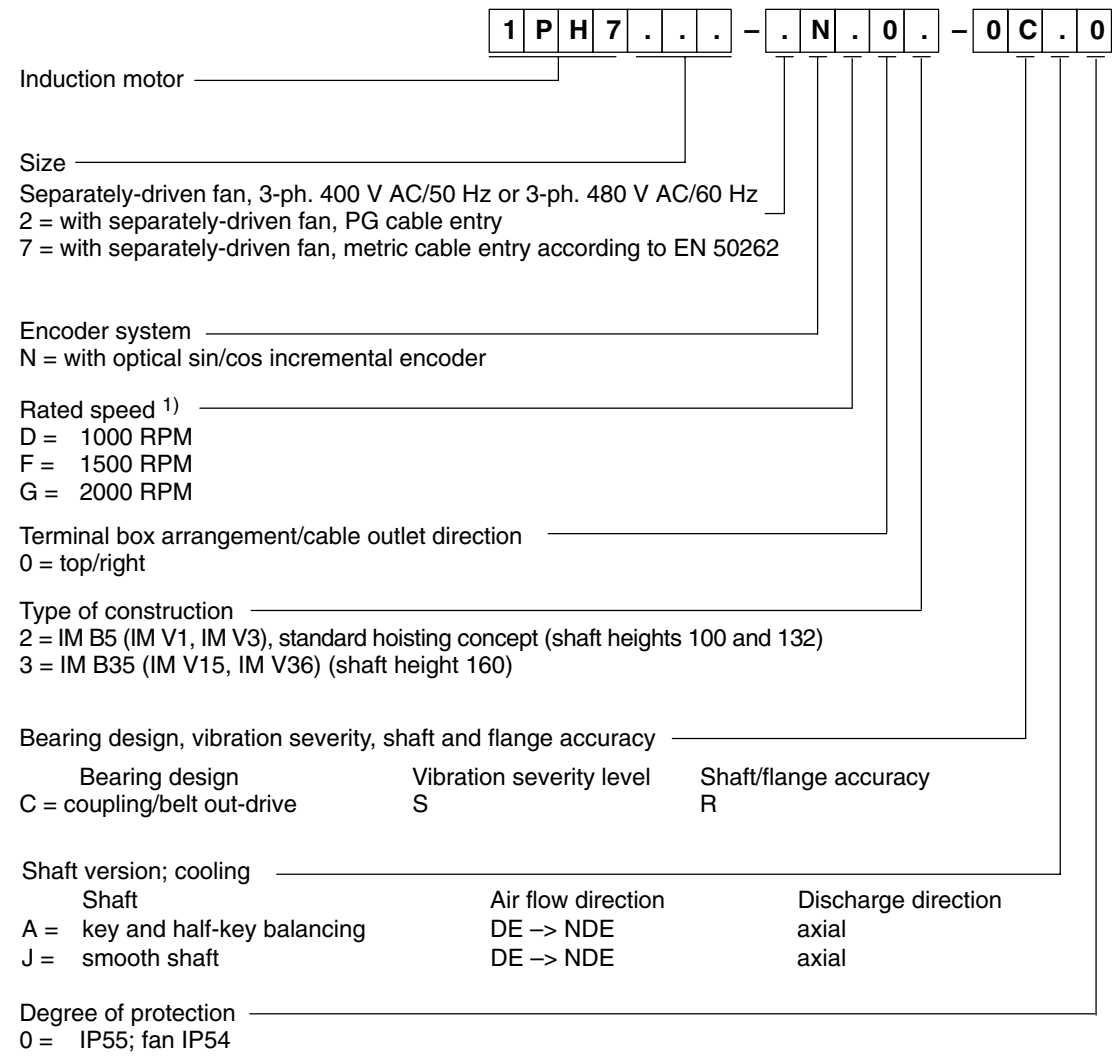 1 P H 7 . . . – . N . 0 . – 0 C . 0
Induction motor
Size
Separately-driven fan, 3-ph. 400 V AC/50 Hz or 3-ph. 480 V AC/60 Hz
2 = with separately-driven fan, PG cable entry
7 = with separately-driven fan, metric cable entry according to EN 50262
Encoder system
N = with optical sin/cos incremental encoder
Rated speed 1)
D = 1000 RPM
F = 1500 RPM
G = 2000 RPM
Terminal box arrangement/cable outlet direction
0 = top/right
Type of construction
2 = IM B5 (IM V1, IM V3), standard hoisting concept (shaft heights 100 and 132)
3 = IM B35 (IM V15, IM V36) (shaft height 160)
Bearing design, vibration severity, shaft and flange accuracy
Bearing design Vibration severity level Shaft/flange accuracy
C = coupling/belt out-drive S R
Shaft version; cooling
Shaft Air flow direction Discharge direction
A = key and half-key balancing DE –> NDE axial
J = smooth shaft DE –> NDE axial
Degree of protection
0 = IP55; fan IP54